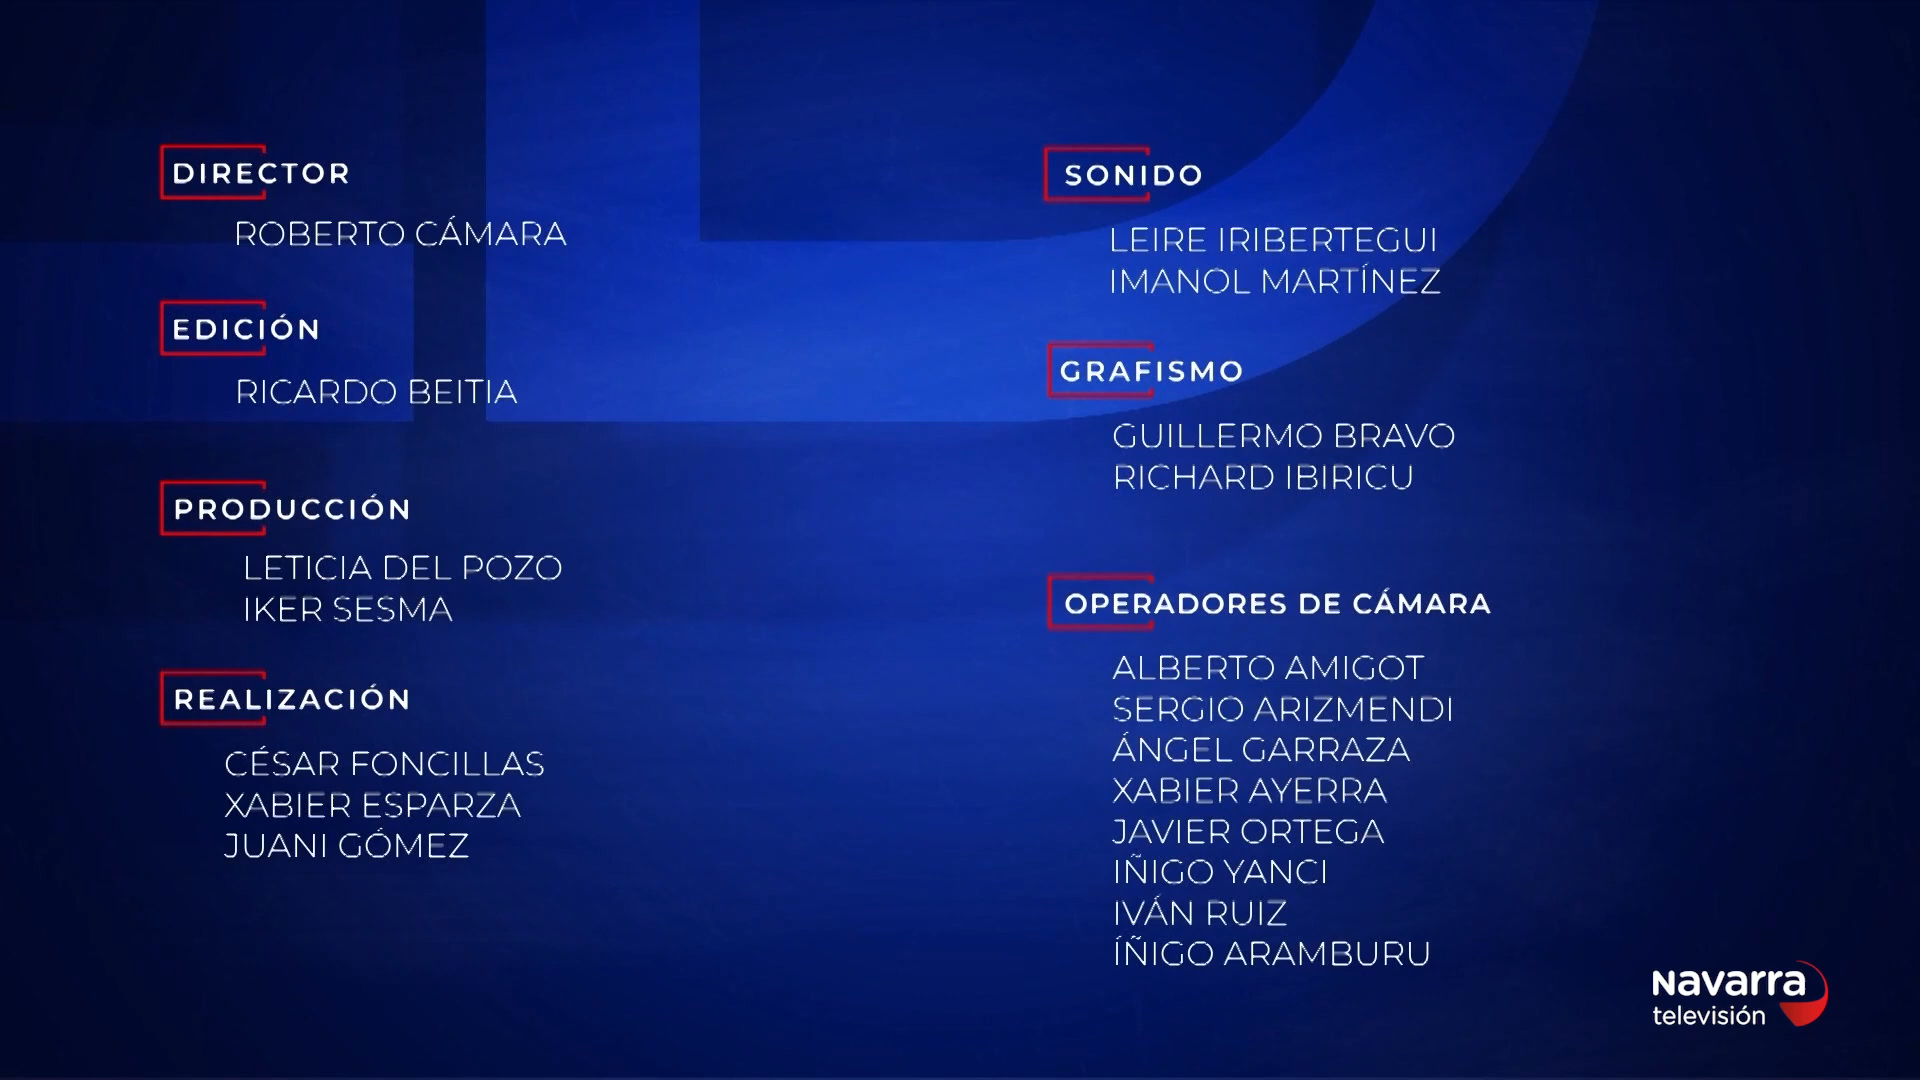 DIRECTOR
ROBERTO CÁMARA
EDICIÓN
RICARDO BEITIA
PRODUCCIÓN
LETICIA DEL POZO
IKER SESMA
REALIZACIÓN
CÉSAR FONCILLAS
XABIER ESPARZA
JUANI GÓMEZ
SONIDO
LEIRE IRIBERTEGUI
IMANOL MARTÍNEZ
GRAFISMO
GUILLERMO BRAVO
RICHARD IBIRICU
OPERADORES DE CÁMARA
ALBERTO AMIGOT
SERGIO ARIZMENDI
ÁNGEL GARRAZA
XABIER AYERRA
JAVIER ORTEGA
IÑIGO YANCI
IVÁN RUIZ
ÍÑIGO ARAMBURU
Navarra
televisión